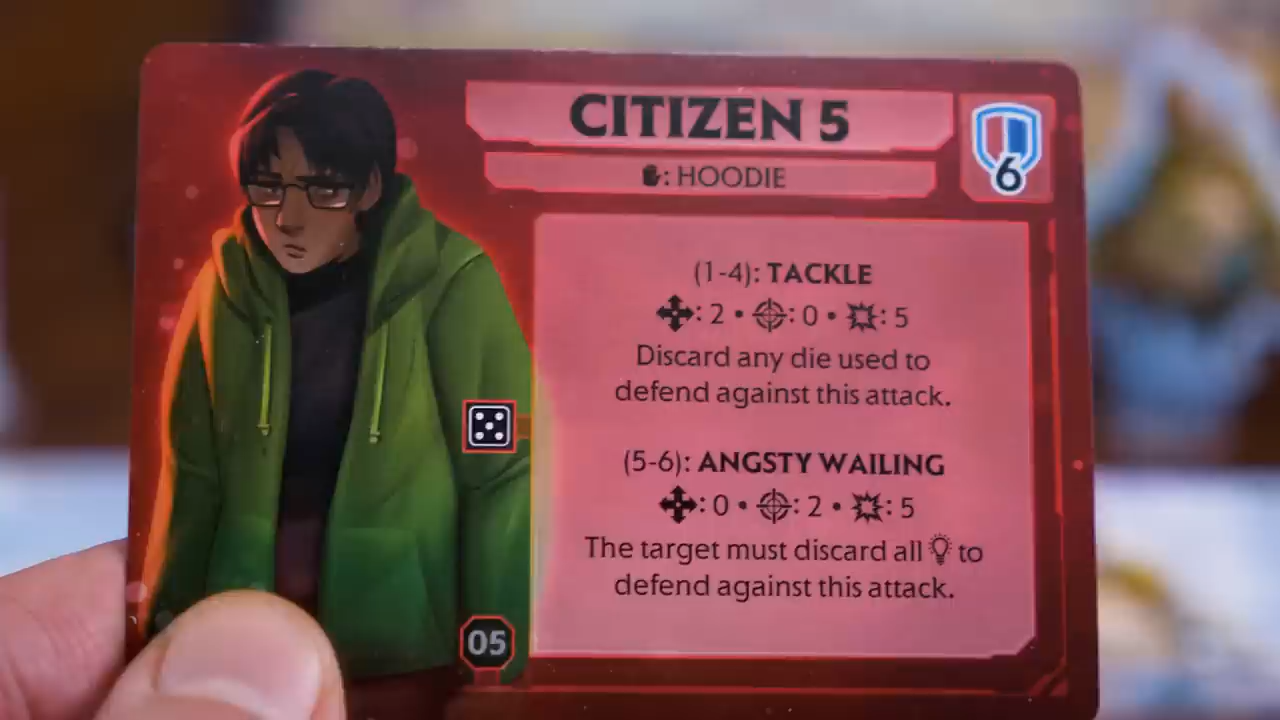 CITIZEN 5
: HOODIE
6
(1-4): TACKLE
: 2 • : 0 • : 5
Discard any die used to
defend against this attack.
(5-6): ANGSTY WAILING
: 0 • : 2 • : 5
The target must discard all to
defend against this attack.
05